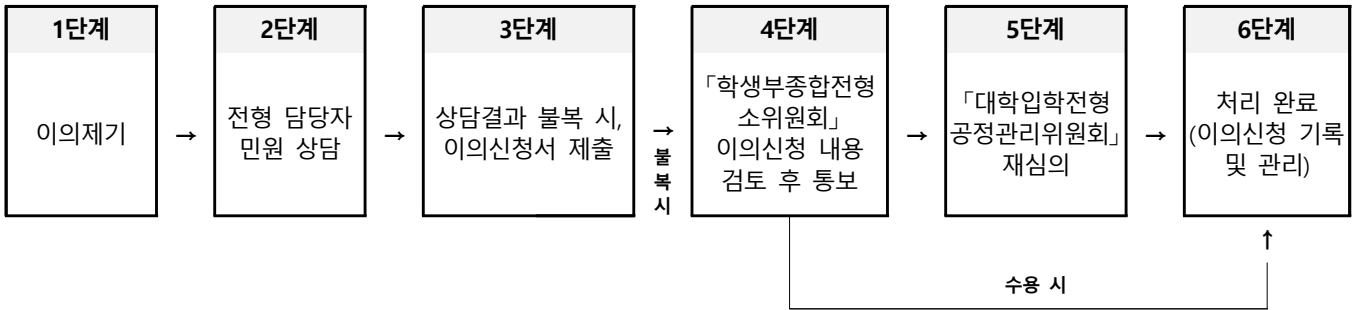 1단계
이의제기
→
2단계
전형 담당자
민원 상담
→
3단계
상담결과 불복 시,
이의신청서 제출
→
불
복
시
4단계
「학생부종합전형
소위원회」
이의신청 내용
검토 후 통보
→
5단계
「대학입학전형
공정관리위원회」
재심의
→
6단계
처리 완료
(이의신청 기록
및 관리)
↑
수용 시